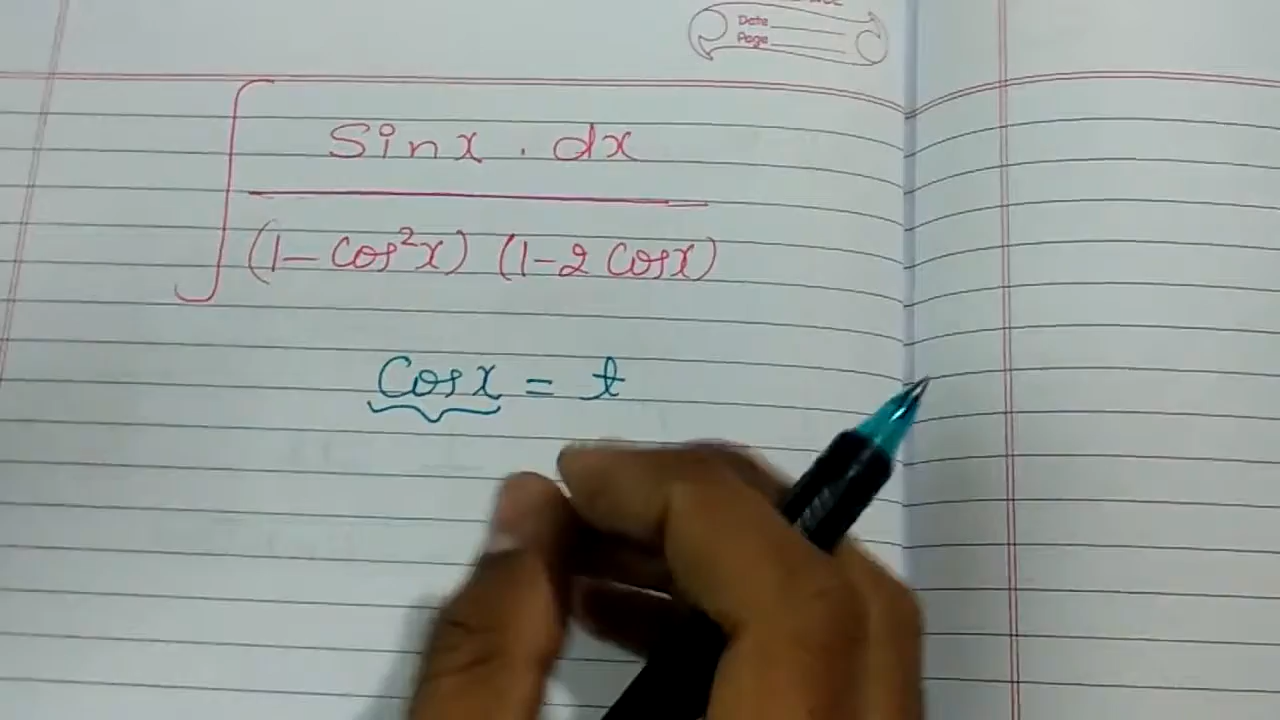 Date
Page
∫ Sinx . dx
(1 - Cos²x) (1 - 2 Cosx)
Cosx = t